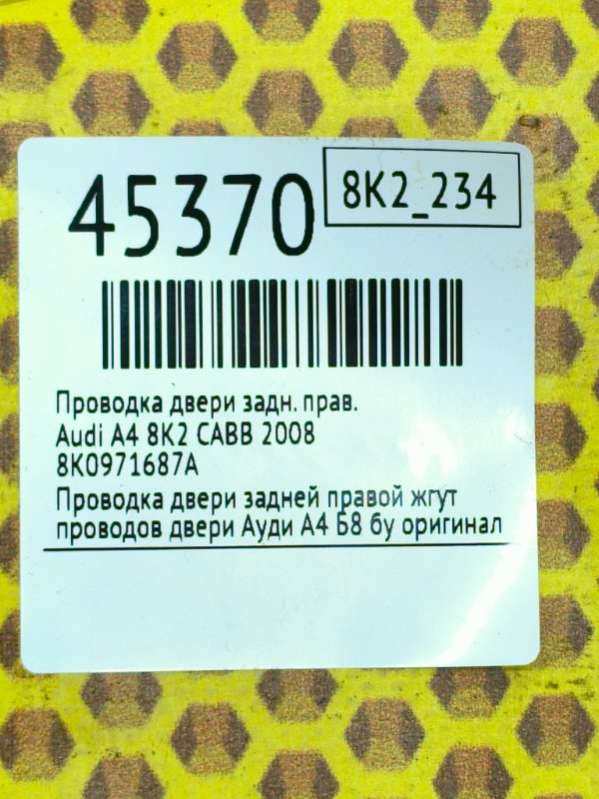 45370
8K2_234
Проводка двери задн. прав.
Audi A4 8K2 CABB 2008
8K0971687A
Проводка двери задней правой жгут
проводов двери Ауди А4 Б8 бу оригинал